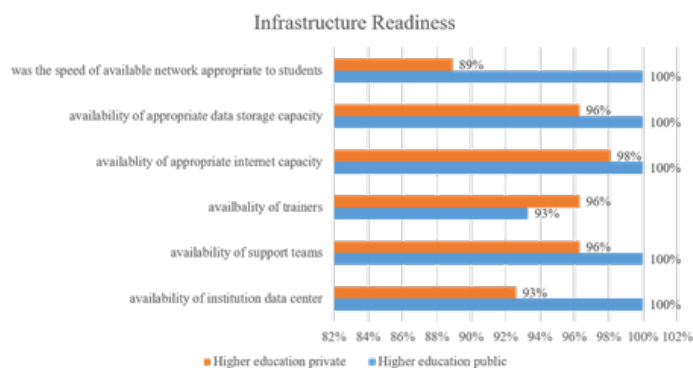 Infrastructure Readiness
was the speed of available network appropriate to students
89%
100%
availability of appropriate data storage capacity
96%
100%
availablity of appropriate internet capacity
98%
100%
availbality of trainers
96%
93%
availability of support teams
96%
100%
availability of institution data center
93%
100%
82% 84% 86% 88% 90% 92% 94% 96% 98% 100% 102%
Higher education private Higher education public